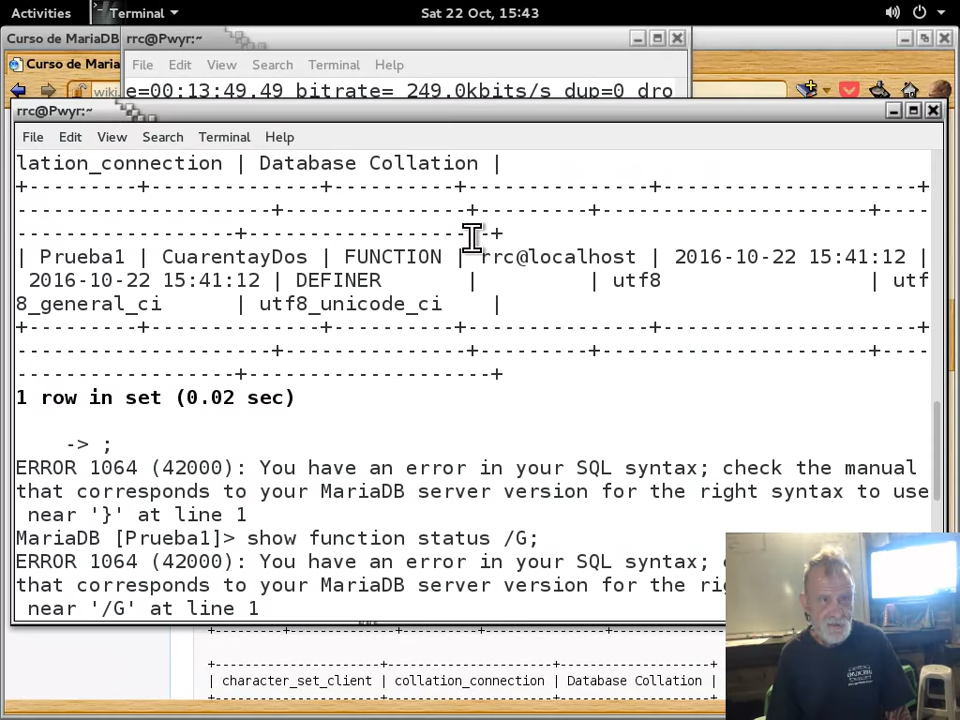 Activities Terminal Sat 22 Oct, 15:43
Curso de MariaDB rrc@Pwyr:~
Curso de Maria File Edit View Search Terminal Help
wiki. e=00:13:49.49 bitrate= 249.0kbits/s dup=0 dro
rrc@Pwyr:~
File Edit View Search Terminal Help
lation_connection | Database Collation |
+---------+---------------+----------+---------------+---------------------+
---------------------+---------------+---------+----------------------+----
------------------+--------------------+
| Prueba1 | CuarentayDos | FUNCTION | rrc@localhost | 2016-10-22 15:41:12 |
2016-10-22 15:41:12 | DEFINER | | utf8 | utf
8_general_ci | utf8_unicode_ci |
+---------+---------------+----------+---------------+---------------------+
---------------------+---------------+---------+----------------------+----
------------------+--------------------+
1 row in set (0.02 sec)
-> ;
ERROR 1064 (42000): You have an error in your SQL syntax; check the manual
that corresponds to your MariaDB server version for the right syntax to use
near '}' at line 1
MariaDB [Prueba1]> show function status /G;
ERROR 1064 (42000): You have an error in your SQL syntax;
that corresponds to your MariaDB server version for the
near '/G' at line 1
+---------+-----------------+--------------+
+----------------------+----------------------+--------------------+
| character_set_client | collation_connection | Database Collation |